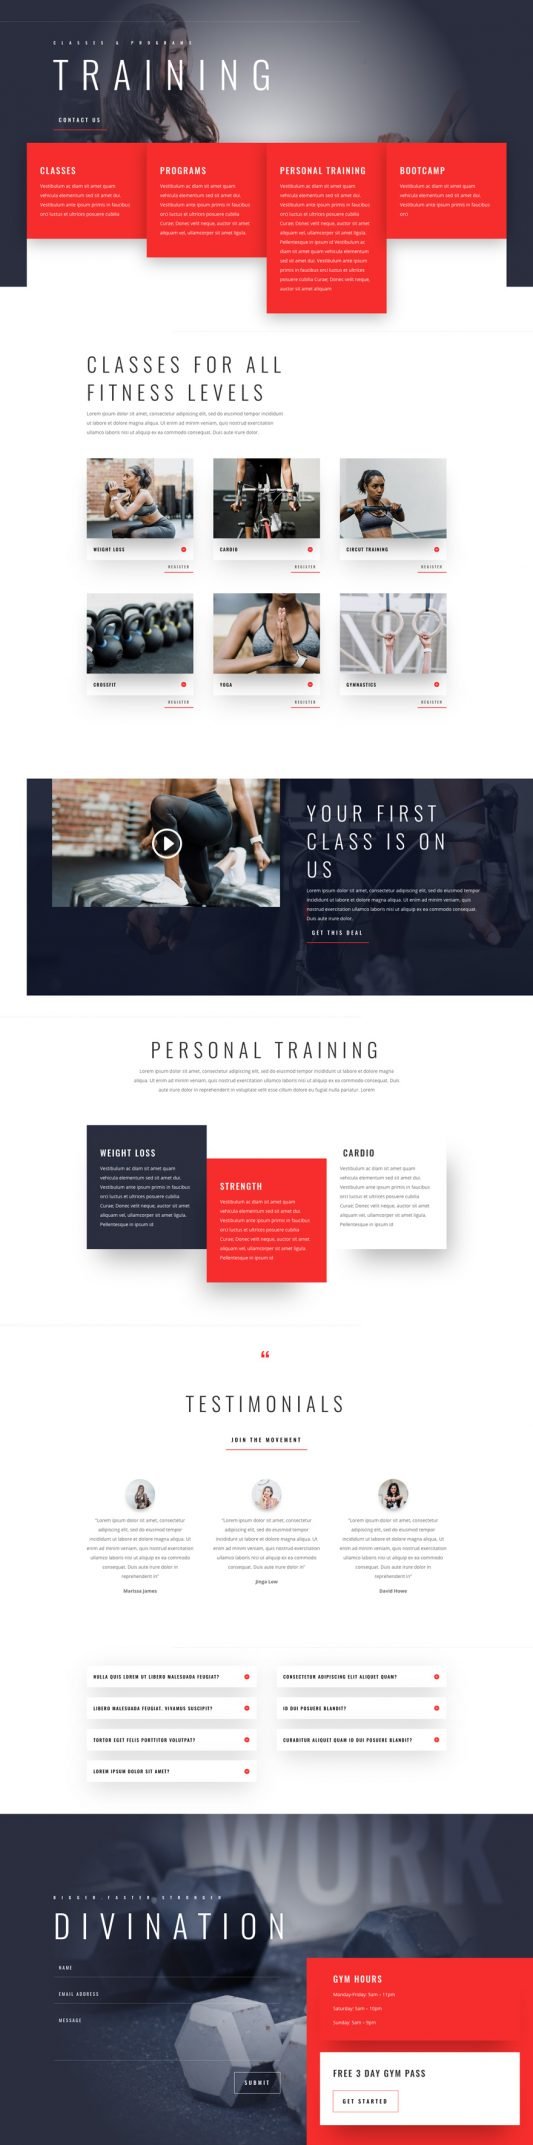 CLASSES & PROGRAMS
TRAINING
CONTACT US
CLASSES
Vestibulum ac diam sit amet quam
vehicula elementum sed sit amet dui.
Vestibulum ante ipsum primis in faucibus
orci luctus et ultrices posuere cubilia
PROGRAMS
Vestibulum ac diam sit amet quam
vehicula elementum sed sit amet dui.
Vestibulum ante ipsum primis in faucibus
orci luctus et ultrices posuere cubilia
Curae; Donec velit neque, auctor sit amet
aliquam vel, ullamcorper sit amet ligula.
PERSONAL TRAINING
Vestibulum ac diam sit amet quam
vehicula elementum sed sit amet dui.
Vestibulum ante ipsum primis in faucibus
orci luctus et ultrices posuere cubilia
Curae; Donec velit neque, auctor sit amet
aliquam vel, ullamcorper sit amet ligula.
Pellentesque in ipsum id Vestibulum ac
diam sit amet quam vehicula elementum
sed sit amet dui. Vestibulum ante ipsum
primis in faucibus orci luctus et ultrices
posuere cubilia Curae; Donec velit neque,
auctor sit amet aliquam
BOOTCAMP
Vestibulum ac diam sit amet quam
vehicula elementum sed sit amet dui.
Vestibulum ante ipsum primis in faucibus
orci
CLASSES FOR ALL
FITNESS LEVELS
Lorem ipsum dolor sit amet, consectetur adipiscing elit, sed do eiusmod tempor incididunt
ut labore et dolore magna aliqua. Ut enim ad minim veniam, quis nostrud exercitation
ullamco laboris nisi ut aliquip ex ea commodo consequat. Duis aute irure dolor.
WEIGHT LOSS
CARDIO
CIRCUT TRAINING
REGISTER
REGISTER
REGISTER
CROSSFIT
YOGA
GYMNASTICS
REGISTER
REGISTER
REGISTER
YOUR FIRST
CLASS IS ON
US
Lorem ipsum dolor sit amet, consectetur adipiscing elit, sed do eiusmod tempor
incididunt ut labore et dolore magna aliqua. Ut enim ad minim veniam, quis
nostrud exercitation ullamco laboris nisi ut aliquip ex ea commodo consequat.
Duis aute irure dolor.
GET THIS DEAL
PERSONAL TRAINING
Lorem ipsum dolor sit amet, consectetur adipiscing elit, sed do eiusmod tempor incididunt ut labore et dolore magna
aliqua. Ut enim ad minim veniam, quis nostrud exercitation ullamco laboris nisi ut aliquip ex ea commodo consequat. Duis
aute irure dolor in reprehenderit in voluptate velit esse cillum dolore eu fugiat nulla pariatur. Lorem
WEIGHT LOSS
Vestibulum ac diam sit amet quam
vehicula elementum sed sit amet dui.
Vestibulum ante ipsum primis in faucibus
orci luctus et ultrices posuere cubilia
Curae; Donec velit neque, auctor sit amet
aliquam vel, ullamcorper sit amet ligula.
Pellentesque in ipsum id
STRENGTH
Vestibulum ac diam sit amet quam
vehicula elementum sed sit amet dui.
Vestibulum ante ipsum primis in faucibus
orci luctus et ultrices posuere cubilia
Curae; Donec velit neque, auctor sit amet
aliquam vel, ullamcorper sit amet ligula.
Pellentesque in ipsum id
CARDIO
Vestibulum ac diam sit amet quam
vehicula elementum sed sit amet dui.
Vestibulum ante ipsum primis in faucibus
orci luctus et ultrices posuere cubilia
Curae; Donec velit neque, auctor sit amet
aliquam vel, ullamcorper sit amet ligula.
Pellentesque in ipsum id
“
TESTIMONIALS
JOIN THE MOVEMENT
"Lorem ipsum dolor sit amet, consectetur
adipiscing elit, sed do eiusmod tempor
incididunt ut labore et dolore magna aliqua. Ut
enim ad minim veniam, quis nostrud exercitation
ullamco laboris nisi ut aliquip ex ea commodo
consequat. Duis aute irure dolor in
reprehenderit in"
Marissa James
"Lorem ipsum dolor sit amet, consectetur
adipiscing elit, sed do eiusmod tempor
incididunt ut labore et dolore magna aliqua. Ut
enim ad minim veniam, quis nostrud exercitation
ullamco laboris nisi ut aliquip ex ea commodo
consequat. Duis aute irure dolor in"
Jinga Low
"Lorem ipsum dolor sit amet, consectetur
adipiscing elit, sed do eiusmod tempor
incididunt ut labore et dolore magna aliqua. Ut
enim ad minim veniam, quis nostrud exercitation
ullamco laboris nisi ut aliquip ex ea commodo
consequat. Duis aute irure dolor in
reprehenderit in"
David Howe
NULLA QUIS LOREM UT LIBERO MALESUADA FEUGIAT?
CONSECTETUR ADIPISCING ELIT ALIQUET QUAM?
LIBERO MALESUADA FEUGIAT. VIVAMUS SUSCIPIT?
ID DUI POSUERE BLANDIT?
TORTOR EGET FELIS PORTTITOR VOLUTPAT?
CURABITUR ALIQUET QUAM ID DUI POSUERE BLANDIT?
LOREM IPSUM DOLOR SIT AMET?
WORK
BIGGER.FASTER.STRONGER
DIVINATION
NAME
EMAIL ADDRESS
MESSAGE
SUBMIT
GYM HOURS
Monday-Friday: 5am – 11pm
Saturday: 5am – 10pm
Sunday: 5am – 9pm
FREE 3 DAY GYM PASS
GET STARTED